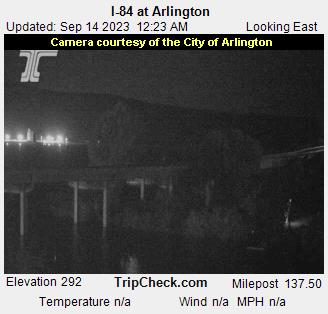 I-84 at Arlington
Updated: Sep 14 2023 12:23 AM Looking East
Camera courtesy of the City of Arlington
Elevation 292 TripCheck.com Milepost 137.50
Temperature n/a Wind n/a MPH n/a